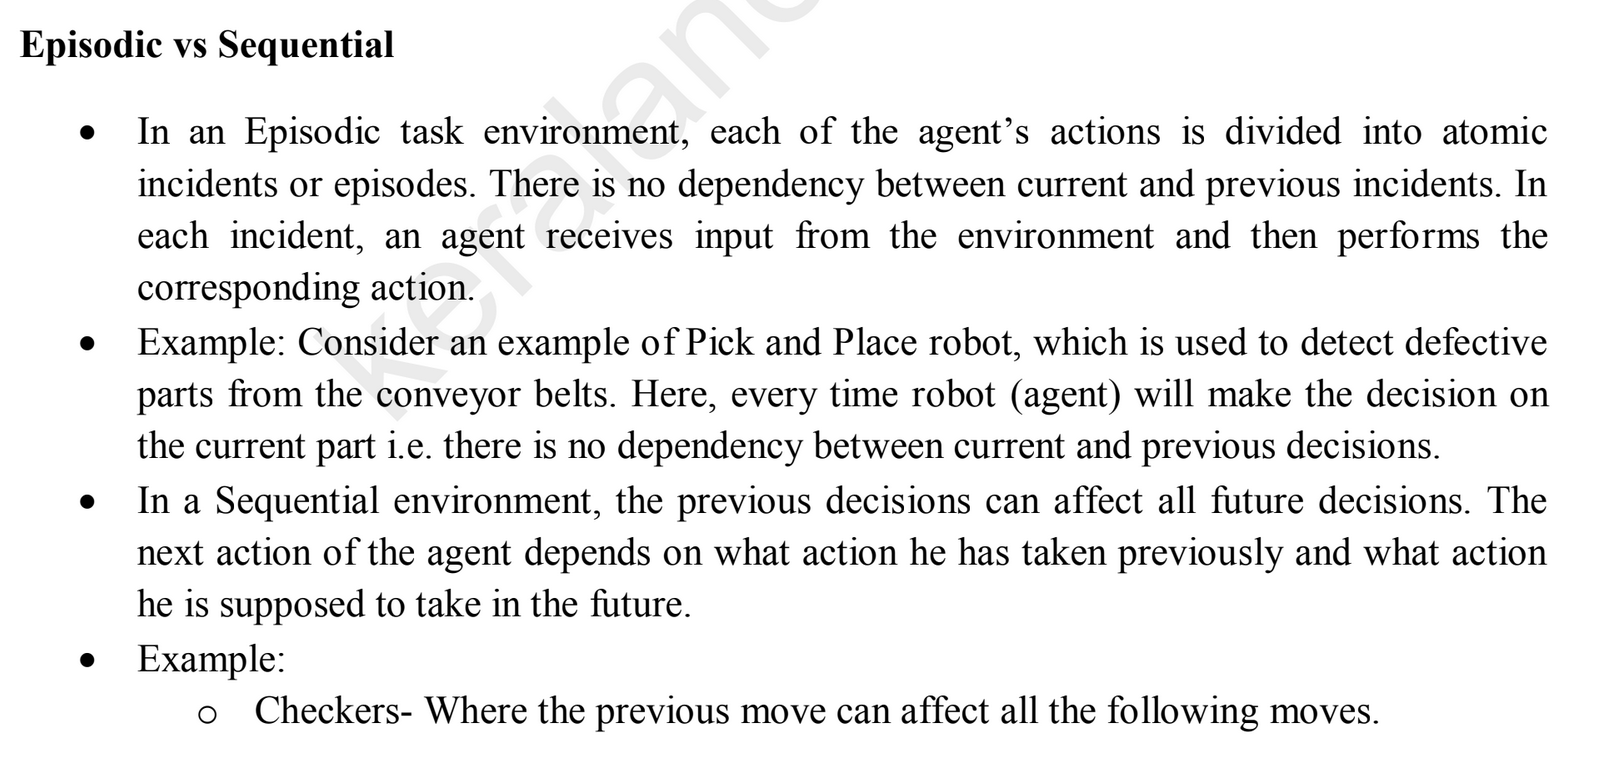 Episodic vs Sequential
• In an Episodic task environment, each of the agent’s actions is divided into atomic
incidents or episodes. There is no dependency between current and previous incidents. In
each incident, an agent receives input from the environment and then performs the
corresponding action.
• Example: Consider an example of Pick and Place robot, which is used to detect defective
parts from the conveyor belts. Here, every time robot (agent) will make the decision on
the current part i.e. there is no dependency between current and previous decisions.
• In a Sequential environment, the previous decisions can affect all future decisions. The
next action of the agent depends on what action he has taken previously and what action
he is supposed to take in the future.
• Example:
o Checkers- Where the previous move can affect all the following moves.